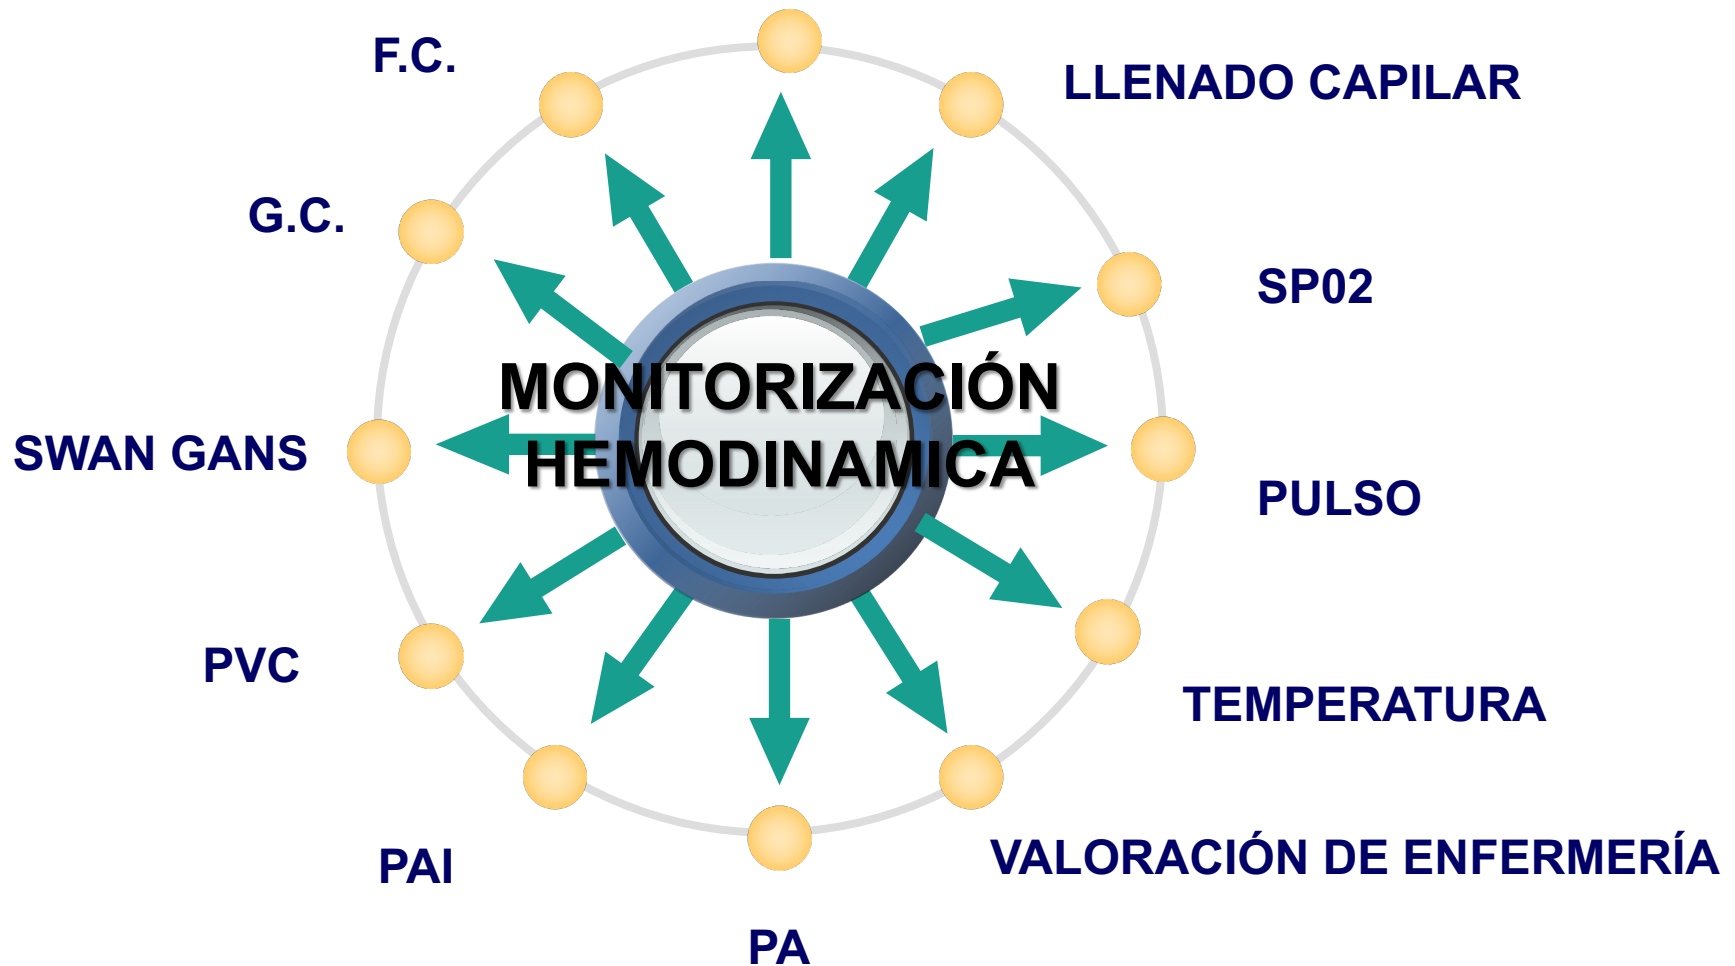 F.C.
LLENADO CAPILAR
G.C.
SP02
MONITORIZACIÓN
HEMODINAMICA
SWAN GANS
PULSO
PVC
TEMPERATURA
PAI
VALORACIÓN DE ENFERMERÍA
PA